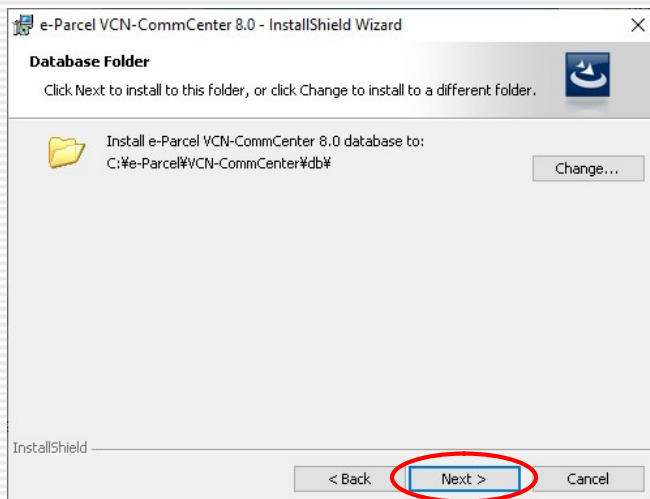 e-Parcel VCN-CommCenter 8.0 - InstallShield Wizard
Database Folder
Click Next to install to this folder, or click Change to install to a different folder.
Install e-Parcel VCN-CommCenter 8.0 database to:
C:¥e-Parcel¥VCN-CommCenter¥db¥
Change...
InstallShield
< Back
Next >
Cancel